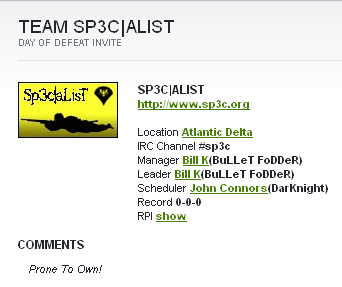 TEAM SP3C|ALIST
DAY OF DEFEAT INVITE
Sp3c|aLisT
SP3C|ALIST
http://www.sp3c.org
Location Atlantic Delta
IRC Channel #sp3c
Manager Bill K(BuLLeT FoDDeR)
Leader Bill K(BuLLeT FoDDeR)
Scheduler John Connors(DarKnight)
Record 0-0-0
RPI show
COMMENTS
Prone To Own!